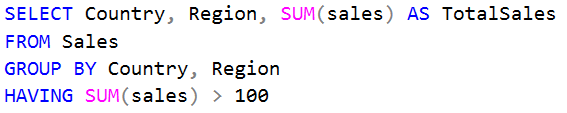 SELECT Country, Region, SUM(sales) AS TotalSales
FROM Sales
GROUP BY Country, Region
HAVING SUM(sales) > 100